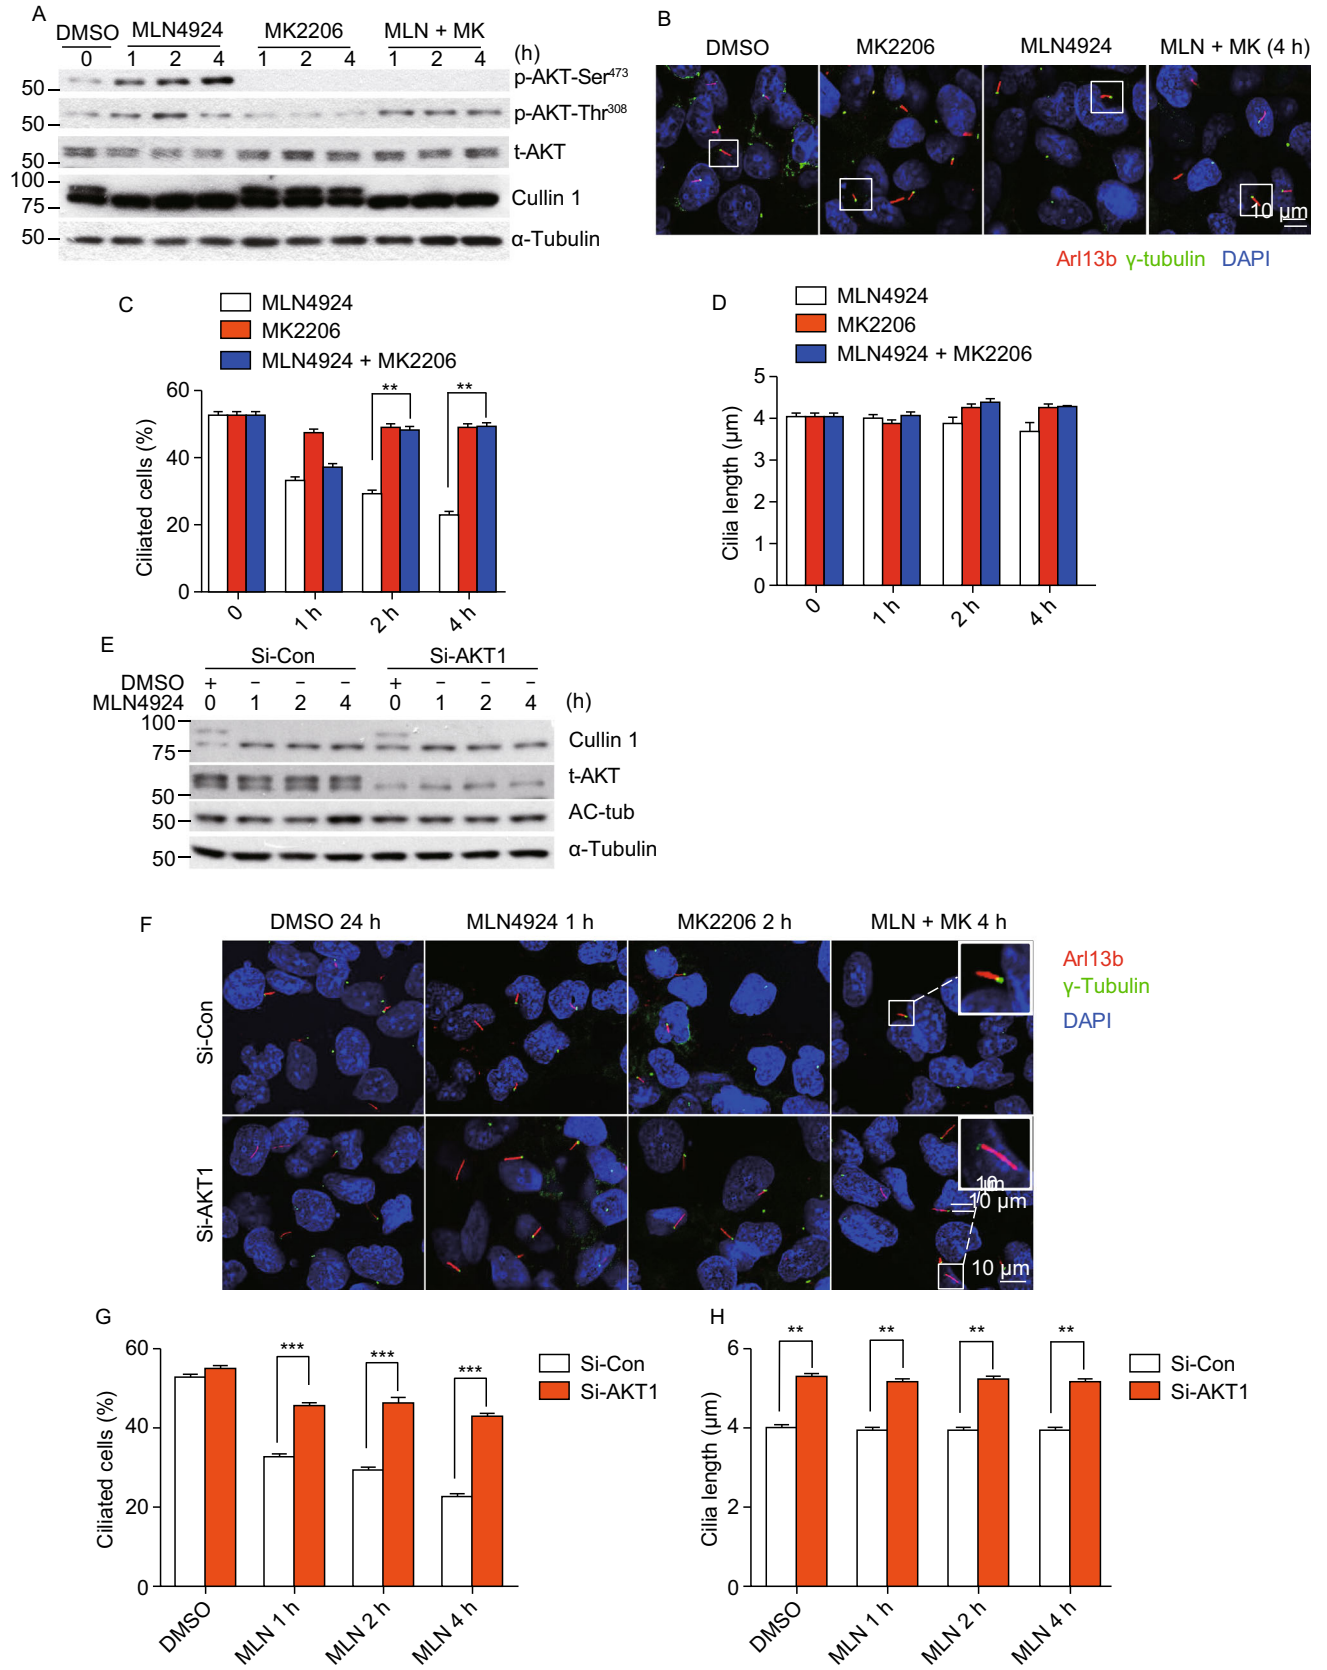 A
DMSO MLN4924 MK2206 MLN + MK
0 1 2 4 1 2 4 1 2 4 (h)
50 p-AKT-Ser473
50 p-AKT-Thr308
50 t-AKT
100
75 Cullin 1
50 α-Tubulin
B
DMSO MK2206 MLN4924 MLN + MK (4 h)
10 μm
Arl13b γ-tubulin DAPI
C
MLN4924
MK2206
MLN4924 + MK2206
Ciliated cells (%)
60
40
20
0
** **
0 1 h 2 h 4 h
D
MLN4924
MK2206
MLN4924 + MK2206
Cilia length (μm)
5
4
3
2
1
0
0 1 h 2 h 4 h
E
Si-Con Si-AKT1
DMSO + − − − + − − −
MLN4924 0 1 2 4 0 1 2 4 (h)
100
75 Cullin 1
50 t-AKT
50 AC-tub
50 α-Tubulin
F
DMSO 24 h MLN4924 1 h MK2206 2 h MLN + MK 4 h
Si-Con
Si-AKT1
Arl13b
γ-Tubulin
DAPI
10 μm
10 μm
G
Si-Con
Si-AKT1
Ciliated cells (%)
60
40
20
0
*** *** ***
DMSO MLN 1 h MLN 2 h MLN 4 h
H
Si-Con
Si-AKT1
Cilia length (μm)
6
4
2
0
** ** ** **
DMSO MLN 1 h MLN 2 h MLN 4 h